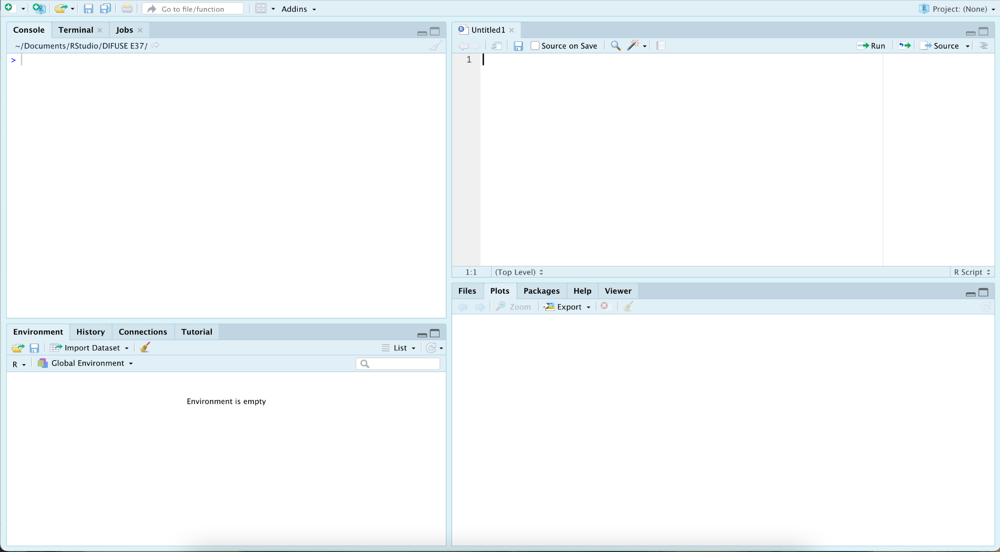 Go to file/function Addins Project: (None)
Console Terminal Jobs
~/Documents/RStudio/DIFUSE E37/
>
Untitled1
Source on Save Run Source
1
1:1 (Top Level) R Script
Environment History Connections Tutorial
Import Dataset List
R Global Environment
Environment is empty
Files Plots Packages Help Viewer
Zoom Export